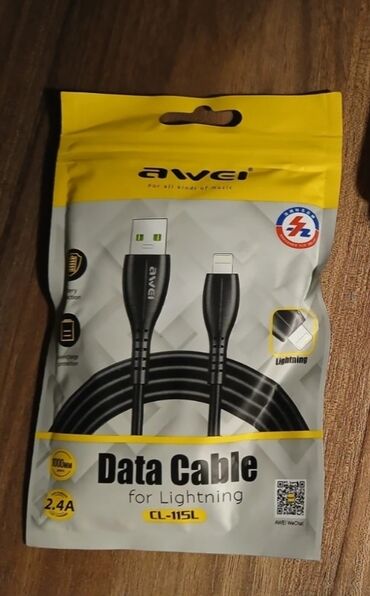 awei
For all kinds of music
awei
Lightning
Data Cable
for Lightning
CL-115L
1000mm
2.4A
AWEI WeChat